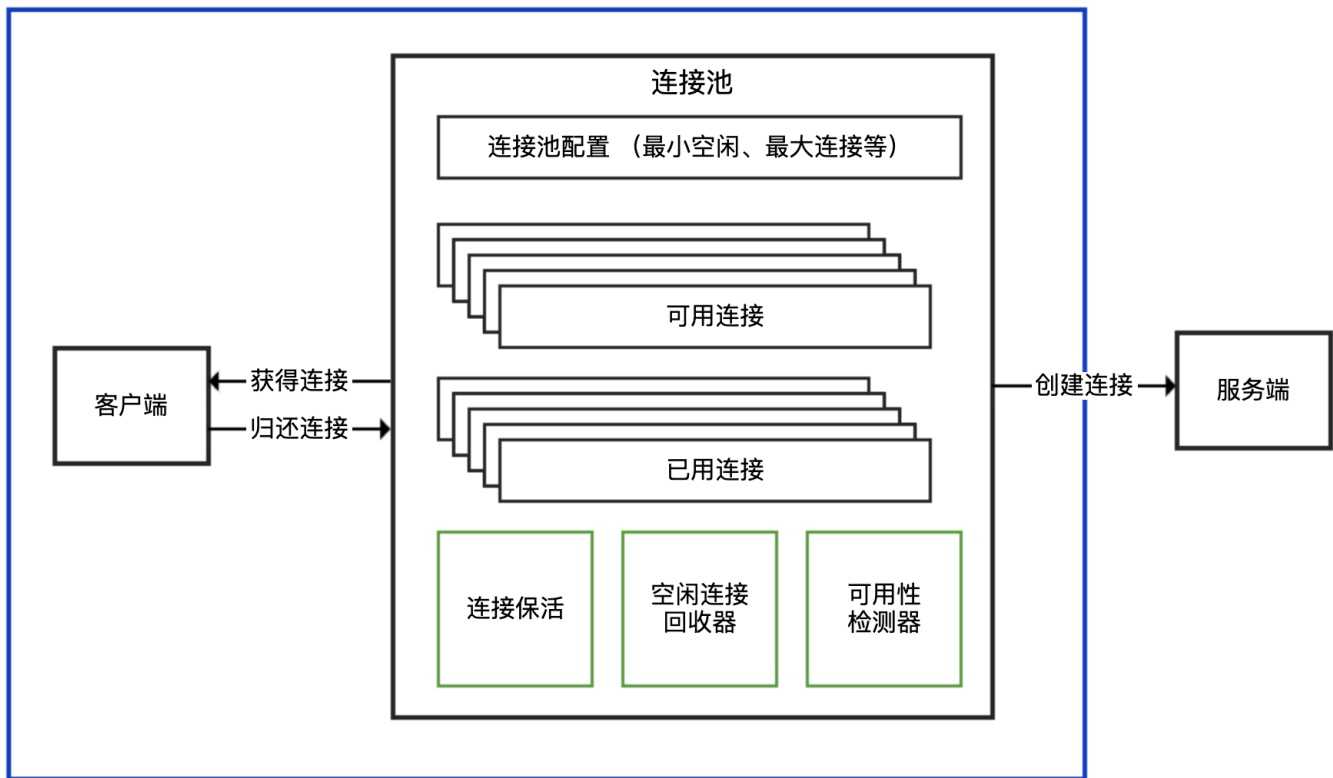 连接池
连接池配置 （最小空闲、最大连接等）
可用连接
获得连接
创建连接
客户端
服务端
归还连接
已用连接
连接保活
空闲连接
回收器
可用性
检测器